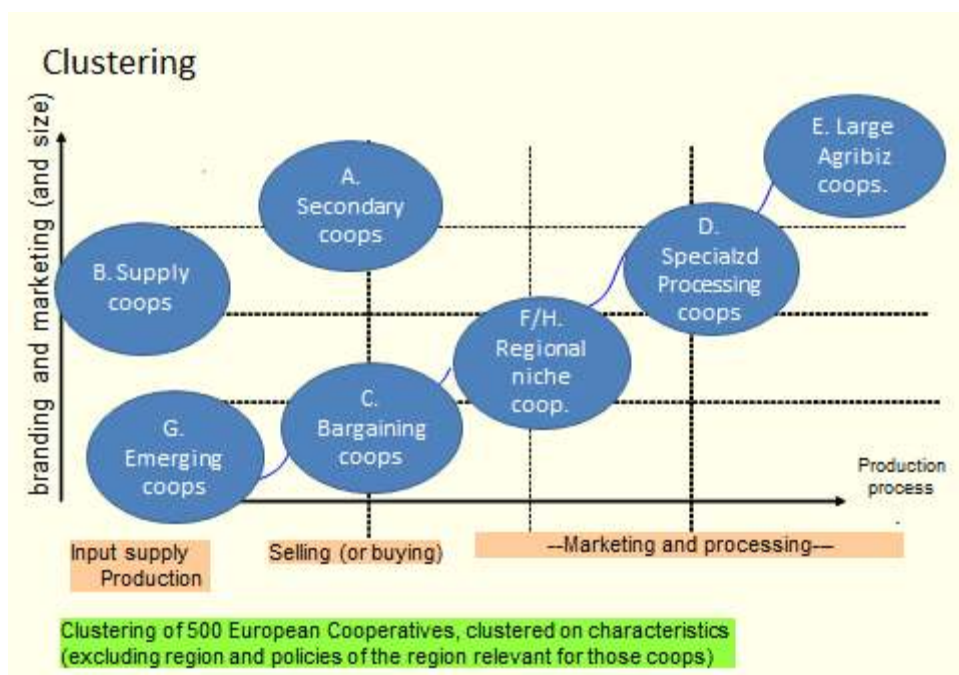 Clustering
branding and marketing (and size)
E. Large
Agribiz
coops.
A.
Secondary
coops
D.
Specialzd
Processing
coops
B. Supply
coops
F/H.
Regional
niche
coop.
C.
Bargaining
coops
G.
Emerging
coops
Production
process
Input supply
Production
Selling (or buying)
---Marketing and processing---
Clustering of 500 European Cooperatives, clustered on characteristics
(excluding region and policies of the region relevant for those coops)